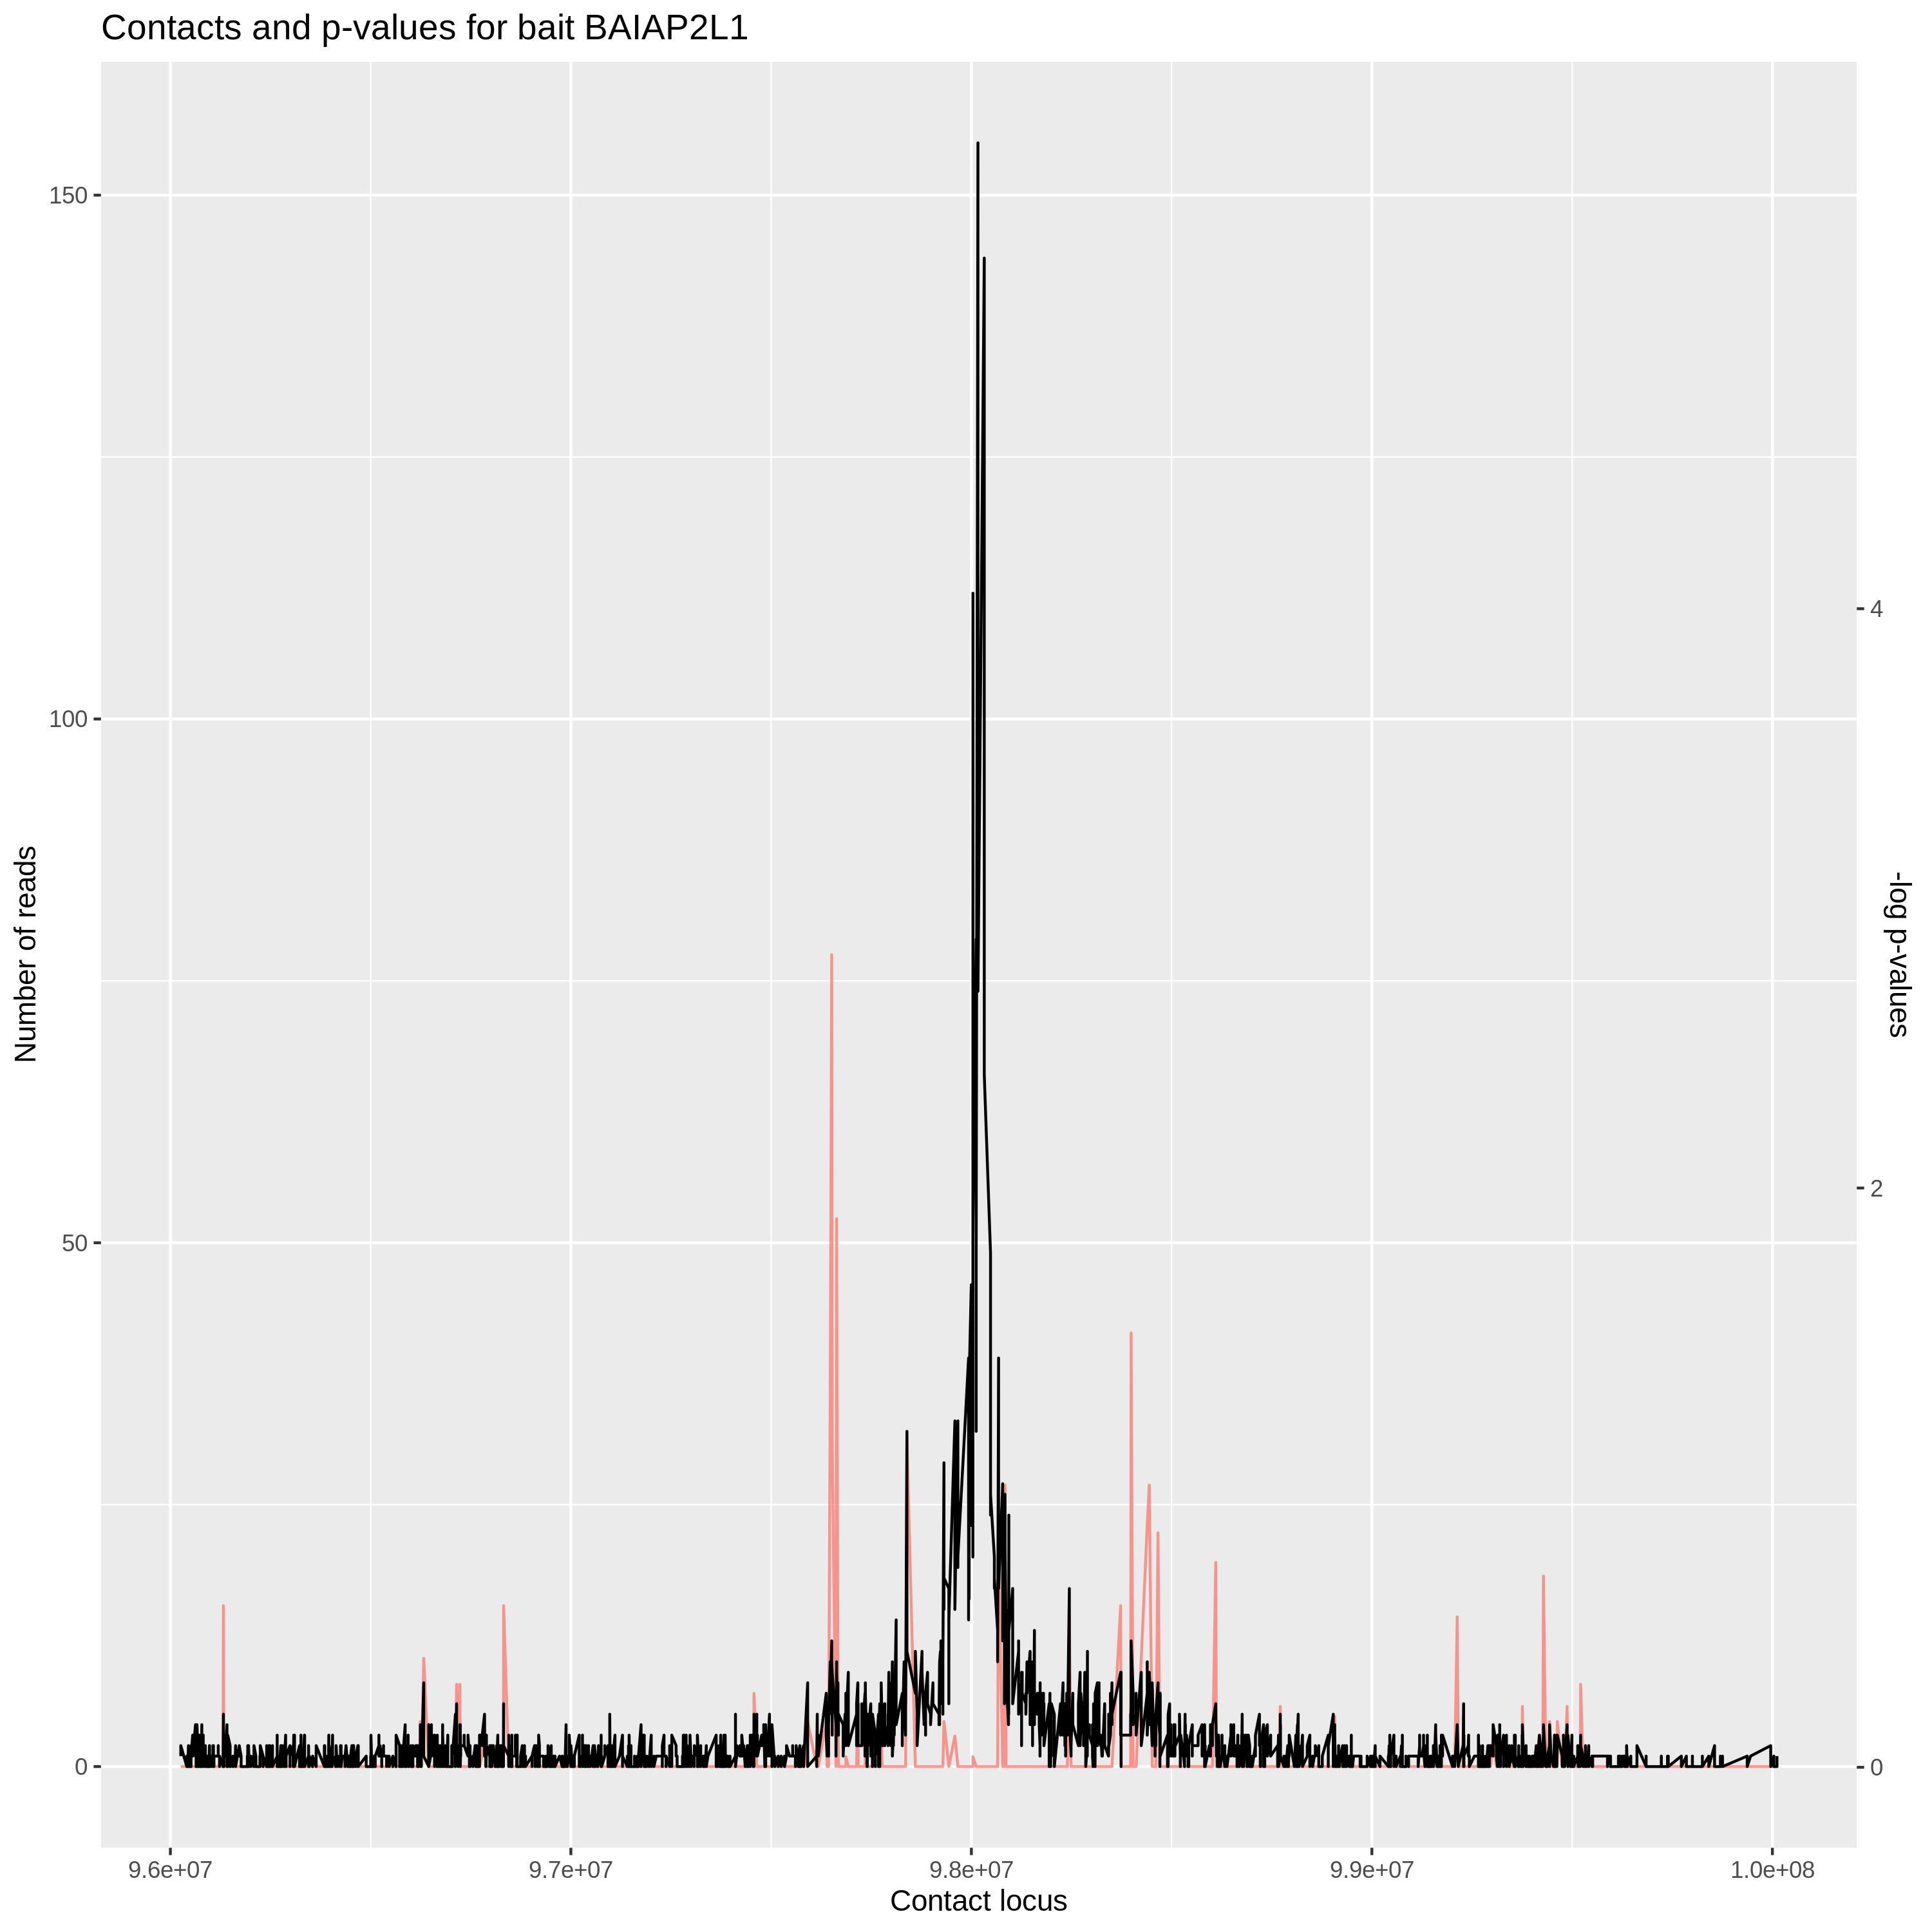 Contacts and p-values for bait BAIAP2L1
150
100
50
0
Number of reads
4
2
0
-log p-values
9.6e+07
9.7e+07
9.8e+07
9.9e+07
1.0e+08
Contact locus